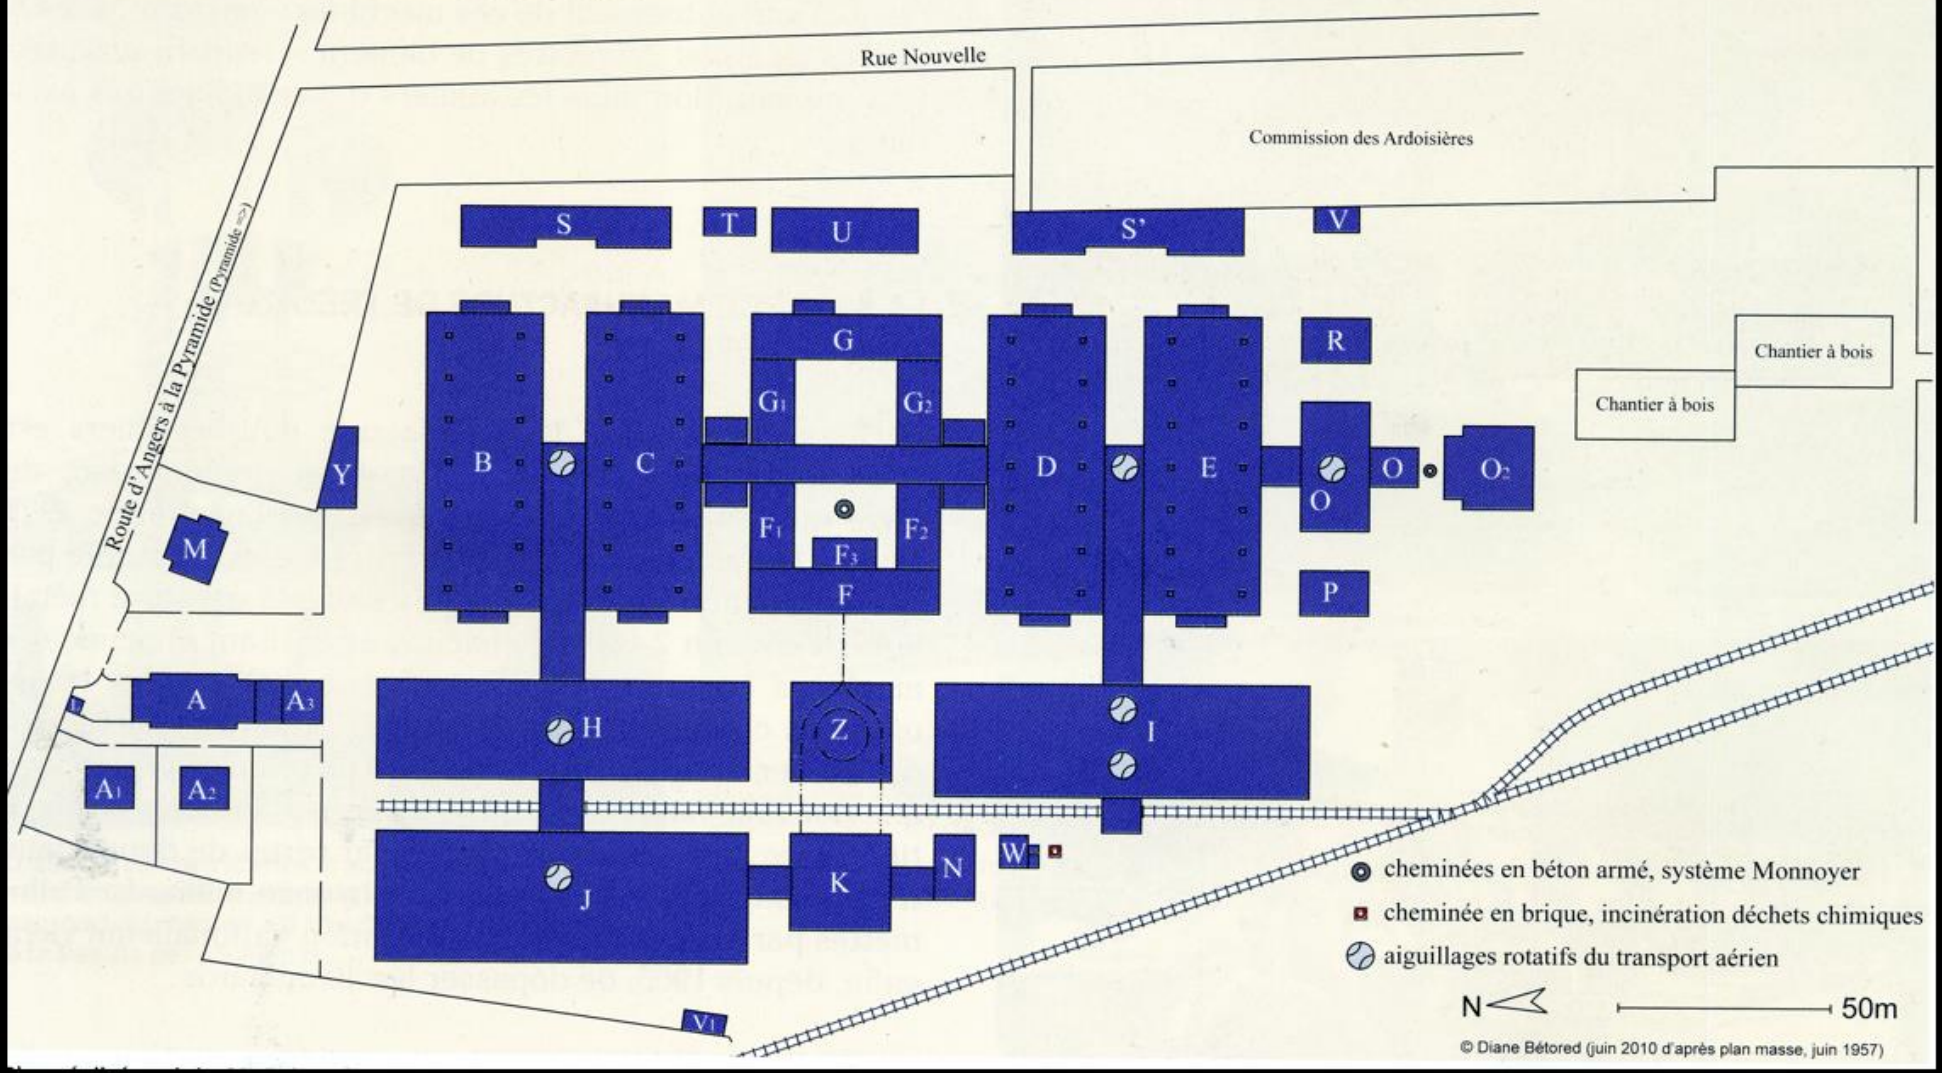 Rue Nouvelle
Commission des Ardoisières
Route d'Angers à la Pyramide (Pyramide <=)
S
T
U
S'
V
G
R
Chantier à bois
Chantier à bois
G1
G2
Y
B
C
D
E
O
O
O2
F1
F2
M
F3
F
P
A
A3
L
H
Z
I
A1
A2
J
K
N
W
V1
cheminées en béton armé, système Monnoyer
cheminée en brique, incinération déchets chimiques
aiguillages rotatifs du transport aérien
N
50m
© Diane Bétored (juin 2010 d'après plan masse, juin 1957)